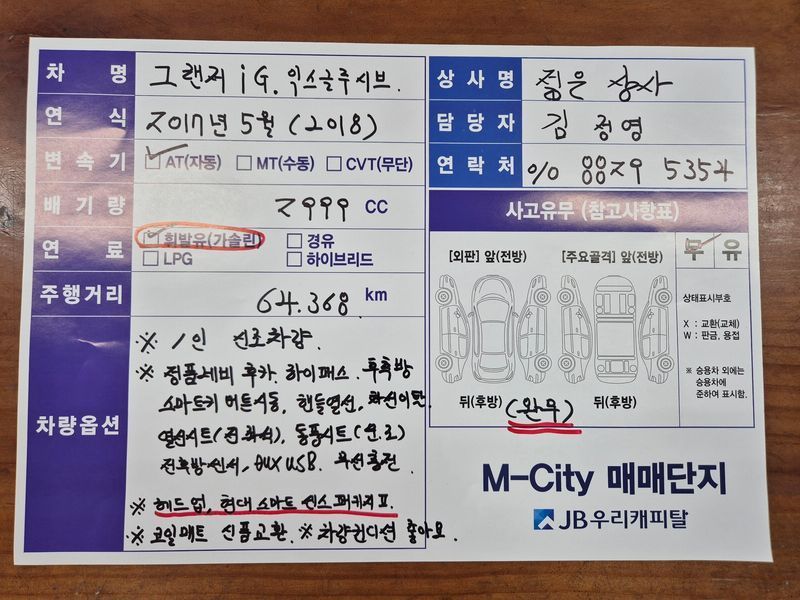 차 명 그랜져 iG. 익스클루시브.
연 식 2017년 5월 (2018)
변 속 기 AT(자동) MT(수동) CVT(무단)
배 기 량 2999 CC
연 료 휘발유(가솔린) 경유
LPG 하이브리드
주행거리 64.368 km
차량옵션
※ 1인 신조차량.
※ 정품네비 후카. 하이패스. 후측방
스마트키 버튼시동, 핸들열선,
열선시트(전좌석), 통풍시트(
전후방센서, AUX USB. 무선충전
※ 헤드업, 현대 스마트 센스 패키지 II.
※ 코일매트 신품교환. ※ 차량컨디션 좋아요.
상 사 명 젊은 상사
담 당 자 김 정영
연 락 처 010 8829 5354
사고유무 (참고사항표)
[외판] 앞(전방) [주요골격] 앞(전방)
무 유
상태표시부호
X : 교환(교체)
W : 판금, 용접
※ 승용차 외에는
승용차에
준하여 표시함.
뒤(후방) (완무) 뒤(후방)
M-City 매매단지
JB우리캐피탈